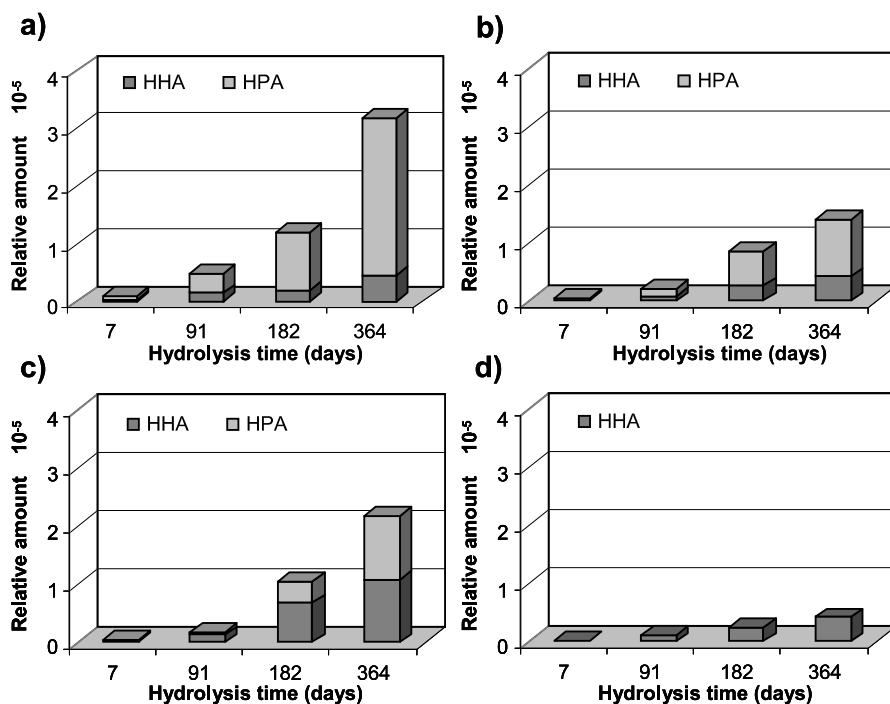 a)
Relative amount 10-5
4
3
2
1
0
HHA HPA
7 91 182 364
Hydrolysis time (days)
b)
Relative amount 10-5
4
3
2
1
0
HHA HPA
7 91 182 364
Hydrolysis time (days)
c)
Relative amount 10-5
4
3
2
1
0
HHA HPA
7 91 182 364
Hydrolysis time (days)
d)
Relative amount 10-5
4
3
2
1
0
HHA
7 91 182 364
Hydrolysis time (days)